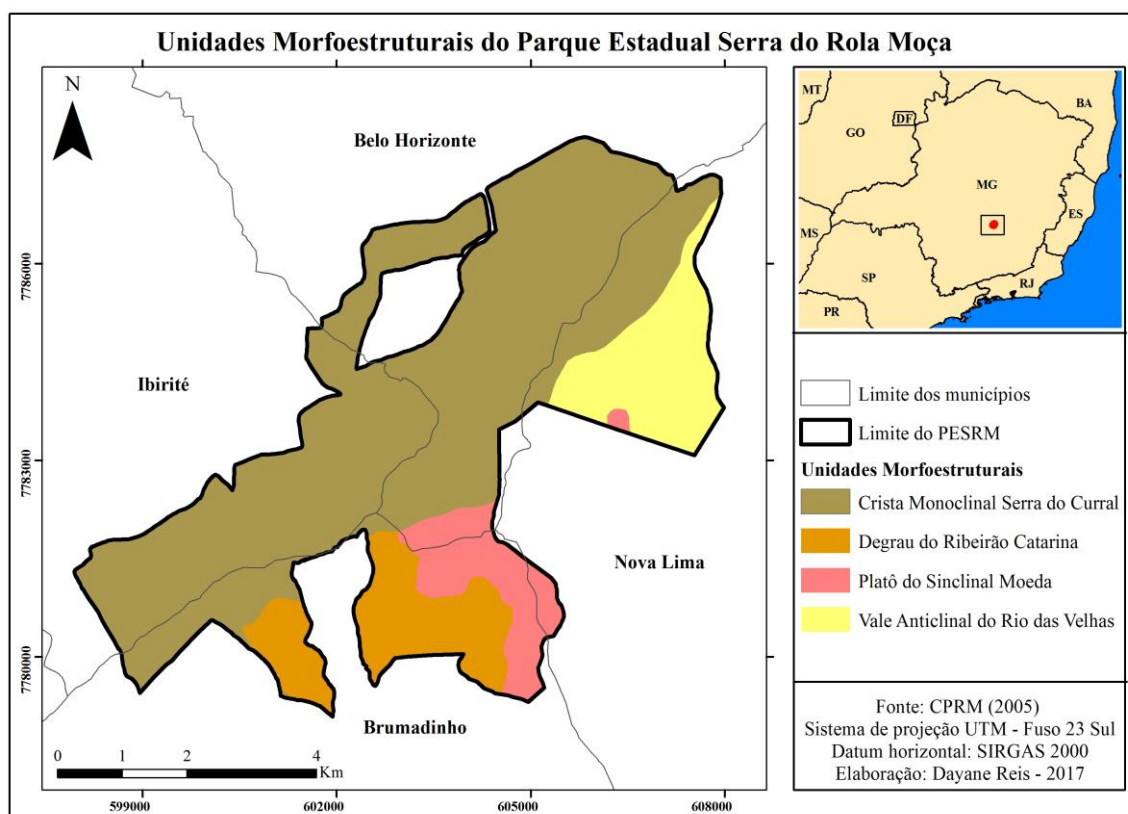 Unidades Morfoestruturais do Parque Estadual Serra do Rola Moça
N
Belo Horizonte
Ibirité
Nova Lima
Brumadinho
7786000
7783000
7780000
0 1 2 4
Km
599000 602000 605000 608000
MT
GO
DF
BA
MG
ES
MS
SP
RJ
PR
Limite dos municípios
Limite do PESRM
Unidades Morfoestruturais
Crista Monoclinal Serra do Curral
Degrau do Ribeirão Catarina
Platô do Sinclinal Moeda
Vale Anticlinal do Rio das Velhas
Fonte: CPRM (2005)
Sistema de projeção UTM - Fuso 23 Sul
Datum horizontal: SIRGAS 2000
Elaboração: Dayane Reis - 2017